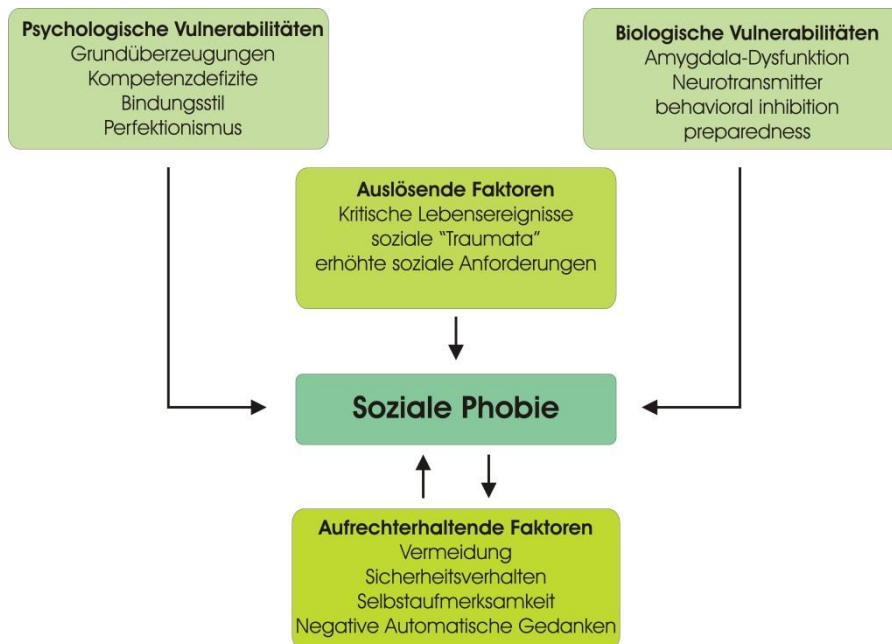 Psychologische Vulnerabilitäten
Grundüberzeugungen
Kompetenzdefizite
Bindungsstil
Perfektionismus
Biologische Vulnerabilitäten
Amygdala-Dysfunktion
Neurotransmitter
behavioral inhibition
preparedness
Auslösende Faktoren
Kritische Lebensereignisse
soziale "Traumata"
erhöhte soziale Anforderungen
Soziale Phobie
Aufrechterhaltende Faktoren
Vermeidung
Sicherheitsverhalten
Selbstaufmerksamkeit
Negative Automatische Gedanken